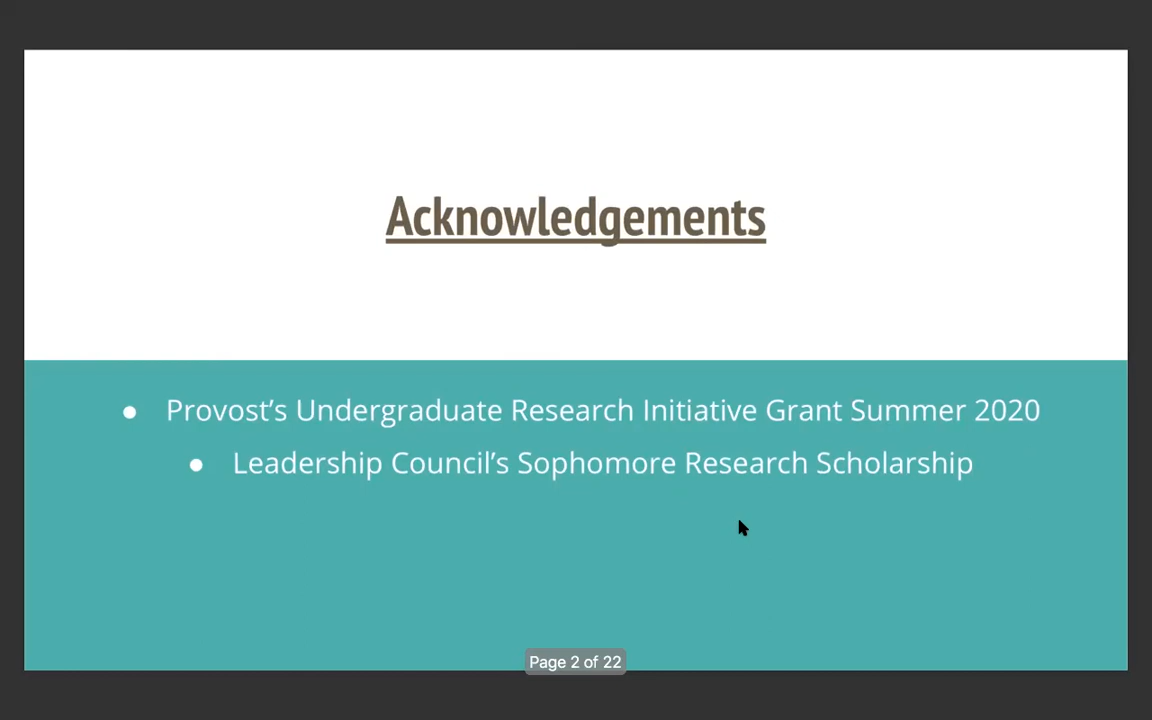 Acknowledgements
● Provost’s Undergraduate Research Initiative Grant Summer 2020
● Leadership Council’s Sophomore Research Scholarship
Page 2 of 22